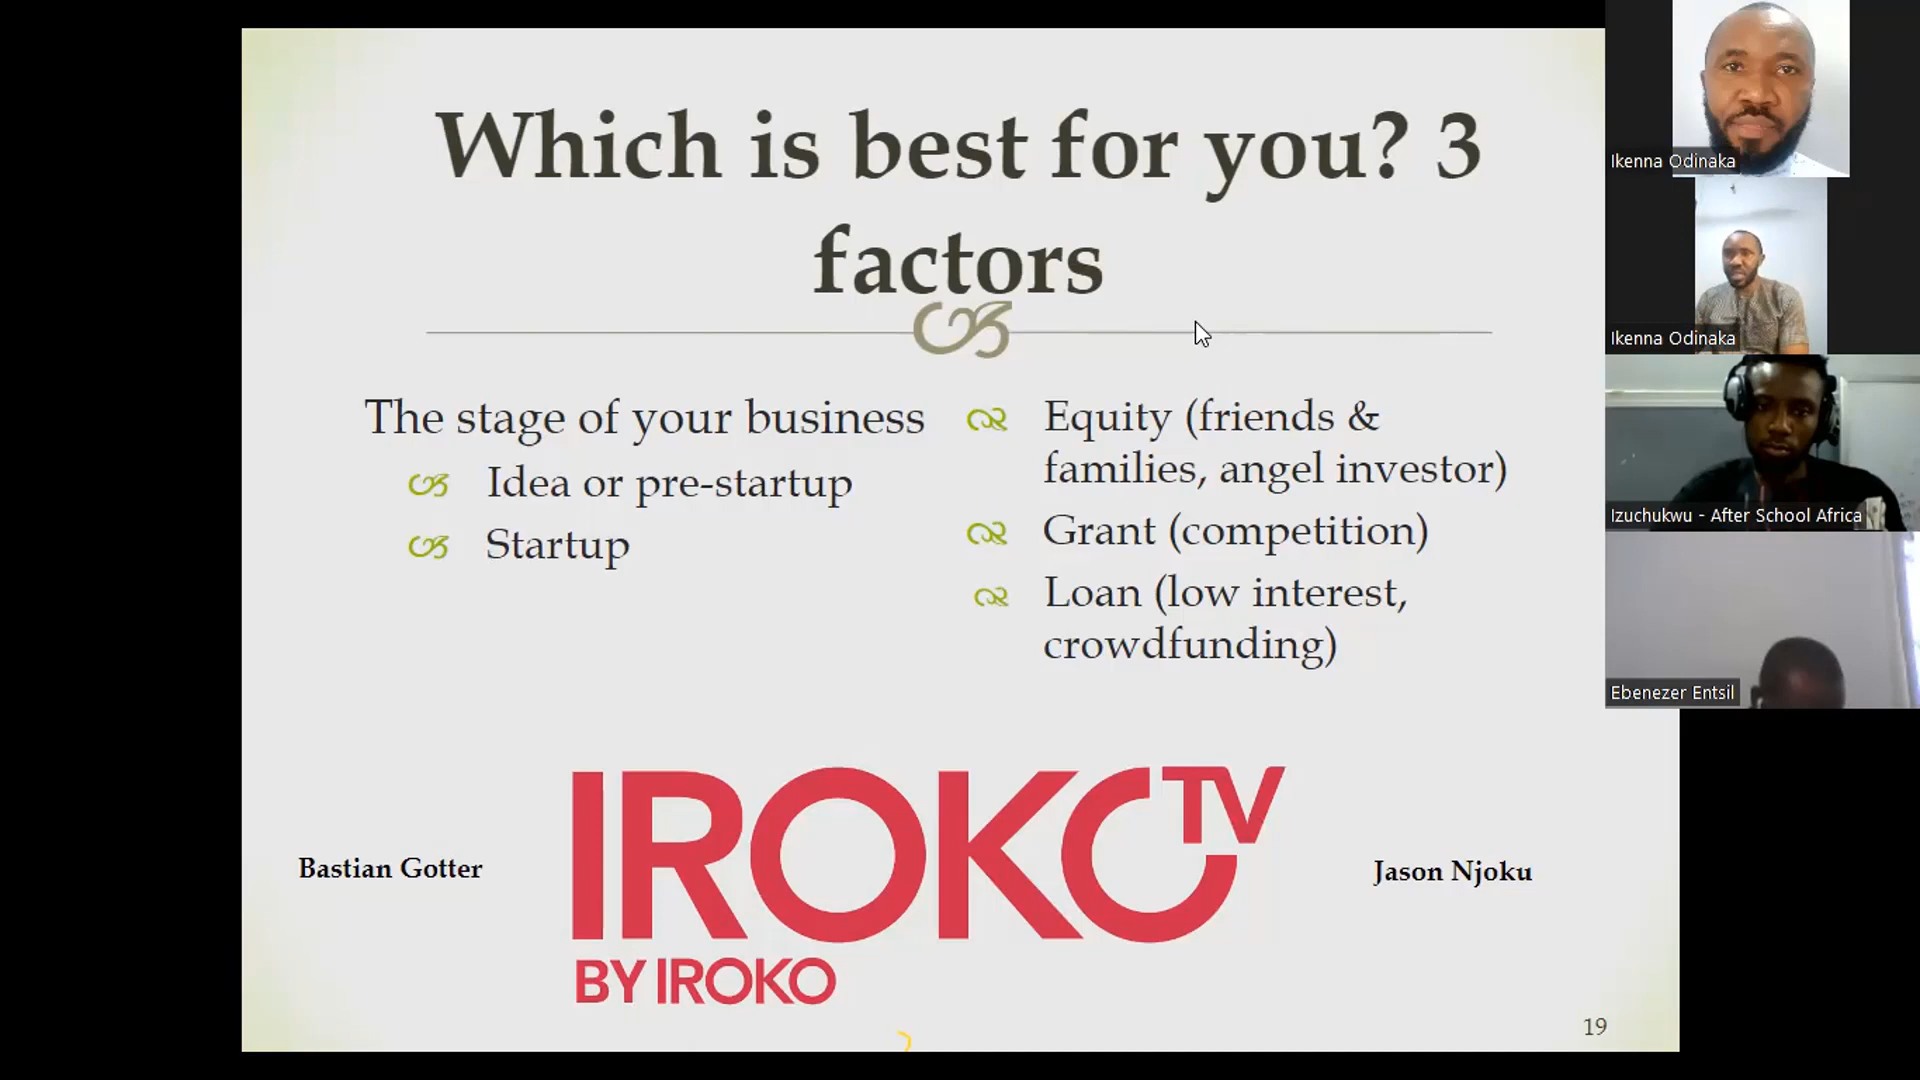 Which is best for you? 3
factors
The stage of your business
Idea or pre-startup
Startup
Equity (friends &
families, angel investor)
Grant (competition)
Loan (low interest,
crowdfunding)
Bastian Gotter
IROKOTV
BY IROKO
Jason Njoku
19
Ikenna Odinaka
Ikenna Odinaka
Izuchukwu - After School Africa
Ebenezer Entsil